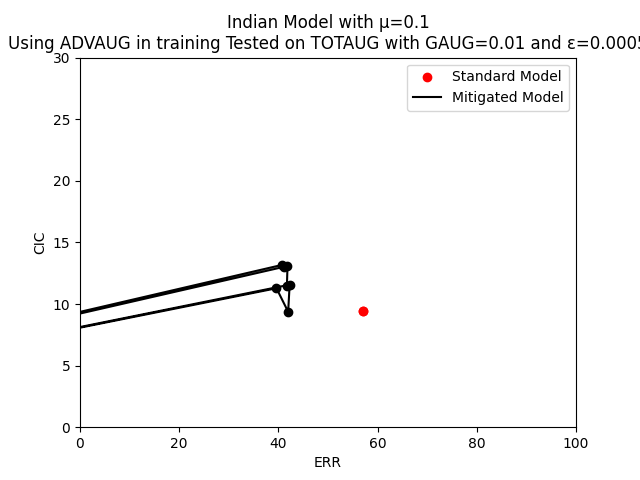 Indian Model with μ=0.1
Using ADVAUG in training Tested on TOTAUG with GAUG=0.01 and ε=0.0005
30
25
20
15
10
5
0
CIC
Standard Model
Mitigated Model
0 20 40 60 80 100
ERR